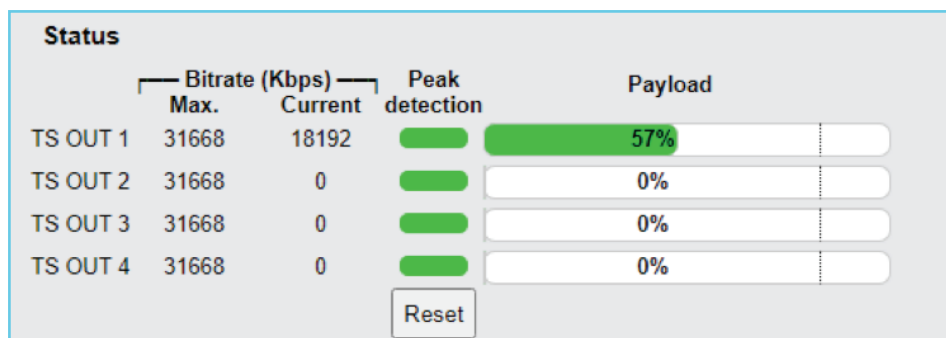 Status
Bitrate (Kbps) Peak Payload
Max. Current detection
TS OUT 1 31668 18192 57%
TS OUT 2 31668 0 0%
TS OUT 3 31668 0 0%
TS OUT 4 31668 0 0%
Reset